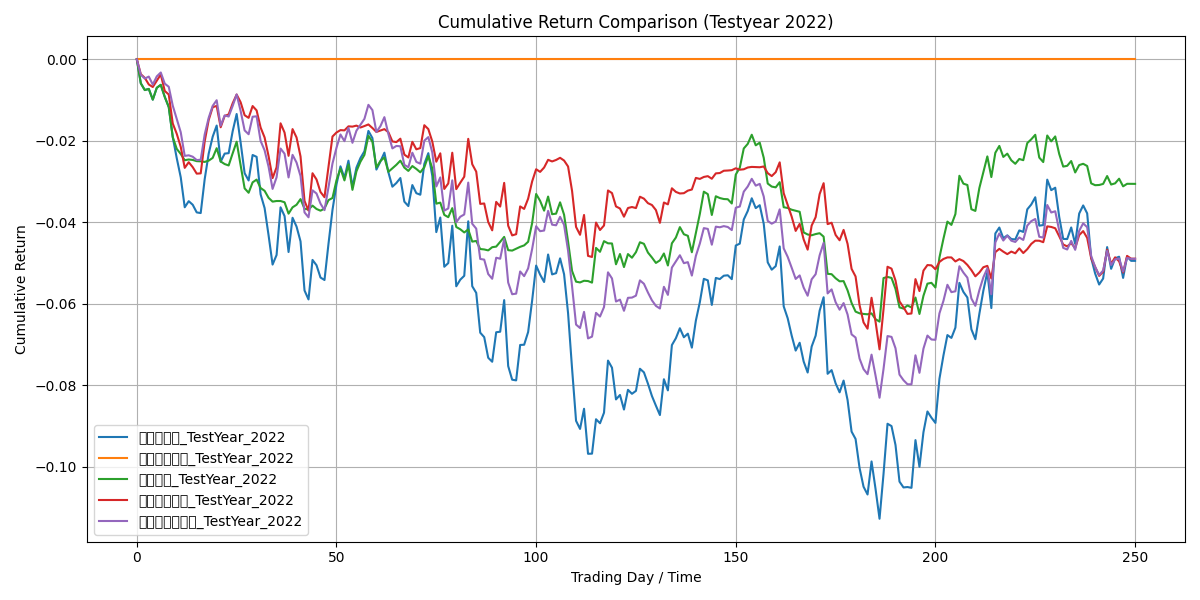 Cumulative Return Comparison (Testyear 2022)
Cumulative Return
0.00
−0.02
−0.04
−0.06
−0.08
−0.10
_TestYear_2022
_TestYear_2022
_TestYear_2022
_TestYear_2022
_TestYear_2022
0
50
100
150
200
250
Trading Day / Time